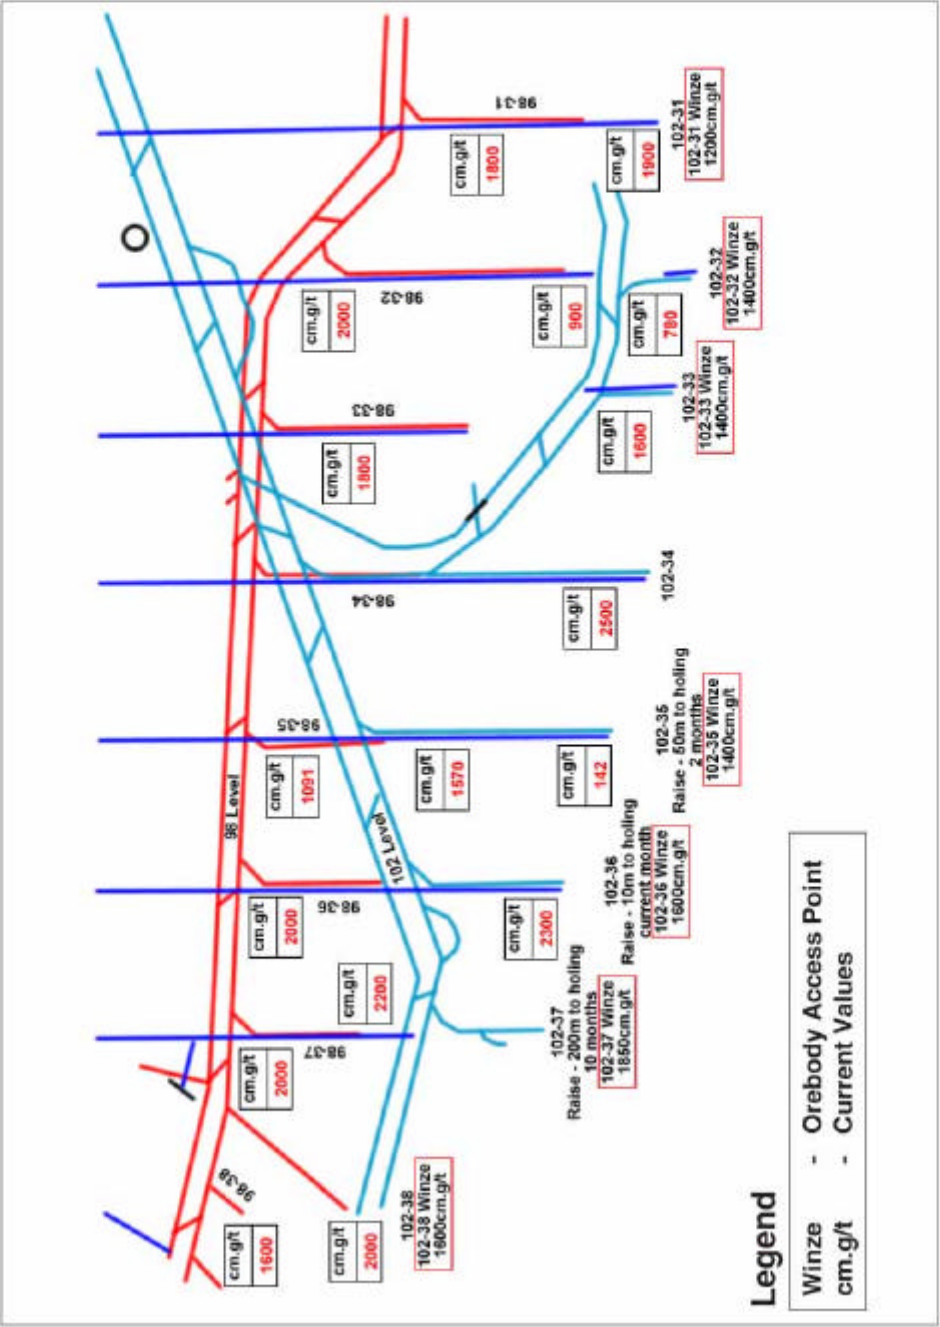 98 Level
102 Level
98-38
cm.g/t
1600
98-37
cm.g/t
2000
98-36
cm.g/t
2000
98-35
cm.g/t
1091
98-34
98-33
cm.g/t
1800
98-32
cm.g/t
2000
98-31
cm.g/t
1800
cm.g/t
2000
cm.g/t
2200
cm.g/t
2300
cm.g/t
1570
cm.g/t
142
cm.g/t
2500
cm.g/t
1600
cm.g/t
900
cm.g/t
780
cm.g/t
1900
102-38
102-38 Winze
1600cm.g/t
102-37
Raise - 200m to holing
10 months
102-37 Winze
1850cm.g/t
102-36
Raise - 10m to holing
current month
102-36 Winze
1600cm.g/t
102-35
Raise - 50m to holing
2 months
102-35 Winze
1400cm.g/t
102-34
102-33
102-33 Winze
1400cm.g/t
102-32
102-32 Winze
1400cm.g/t
102-31
102-31 Winze
1200cm.g/t
Legend
Winze - Orebody Access Point
cm.g/t - Current Values